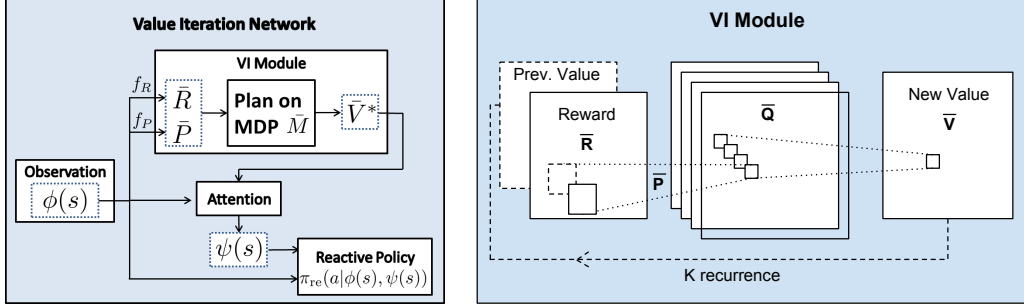 Value Iteration Network
VI Module
f_R
R̄
f_P
P̄
Plan on
MDP M̄
V̄*
Observation
ϕ(s)
Attention
ψ(s)
Reactive Policy
π_re(a|ϕ(s), ψ(s))
VI Module
Prev. Value
Reward
R̄
P̄
Q̄
New Value
V̄
K recurrence